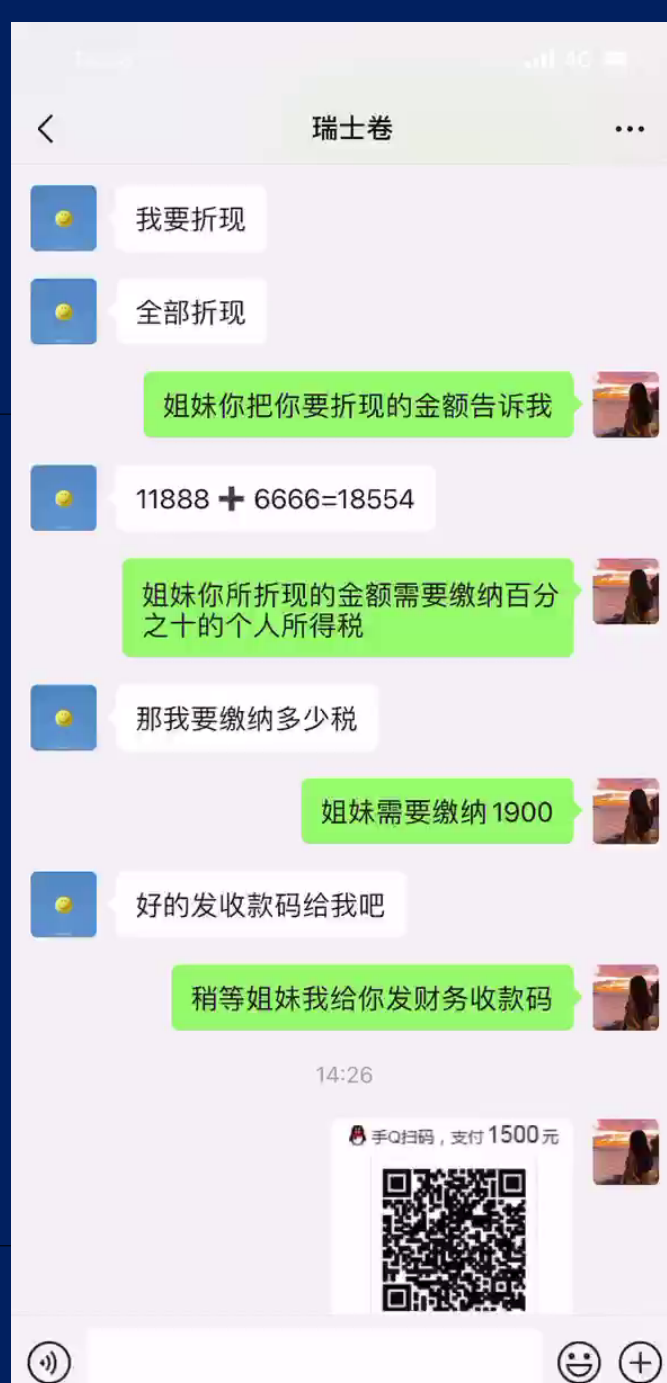 瑞士卷
我要折现
全部折现
姐妹你把你要折现的金额告诉我
11888➕6666=18554
姐妹你所折现的金额需要缴纳百分
之十的个人所得税
那我要缴纳多少税
姐妹需要缴纳1900
好的发收款码给我吧
稍等姐妹我给你发财务收款码
14:26
手Q扫码，支付1500元